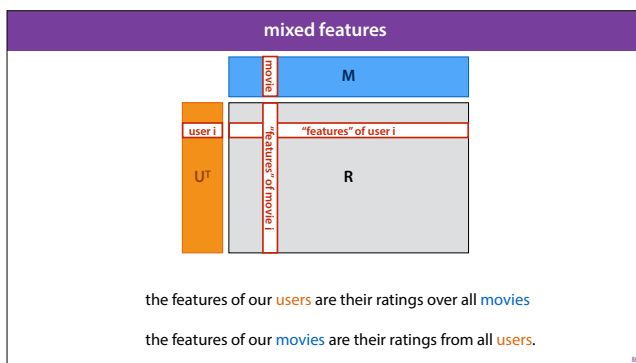 mixed features
movie
M
user i
"features" of user i
"features" of movie i
Uᵀ
R
the features of our users are their ratings over all movies
the features of our movies are their ratings from all users.